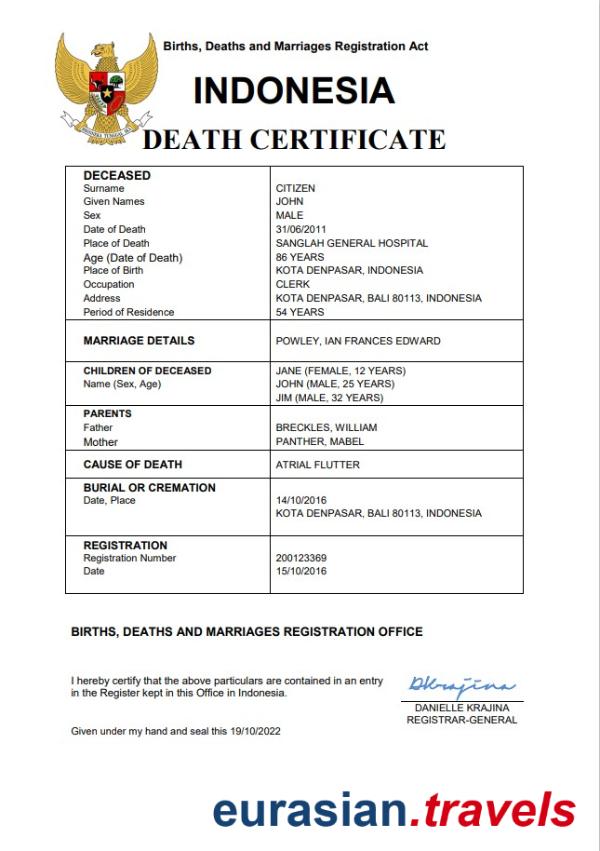 Births, Deaths and Marriages Registration Act
INDONESIA
DEATH CERTIFICATE
DECEASED
Surname CITIZEN
Given Names JOHN
Sex MALE
Date of Death 31/06/2011
Place of Death SANGLAH GENERAL HOSPITAL
Age (Date of Death) 86 YEARS
Place of Birth KOTA DENPASAR, INDONESIA
Occupation CLERK
Address KOTA DENPASAR, BALI 80113, INDONESIA
Period of Residence 54 YEARS
MARRIAGE DETAILS POWLEY, IAN FRANCES EDWARD
CHILDREN OF DECEASED JANE (FEMALE, 12 YEARS)
Name (Sex, Age) JOHN (MALE, 25 YEARS)
JIM (MALE, 32 YEARS)
PARENTS
Father BRECKLES, WILLIAM
Mother PANTHER, MABEL
CAUSE OF DEATH ATRIAL FLUTTER
BURIAL OR CREMATION
Date, Place 14/10/2016
KOTA DENPASAR, BALI 80113, INDONESIA
REGISTRATION
Registration Number 200123369
Date 15/10/2016
BIRTHS, DEATHS AND MARRIAGES REGISTRATION OFFICE
I hereby certify that the above particulars are contained in an entry
in the Register kept in this Office in Indonesia.
DKrajina
DANIELLE KRAJINA
REGISTRAR-GENERAL
Given under my hand and seal this 19/10/2022
eurasian.travels